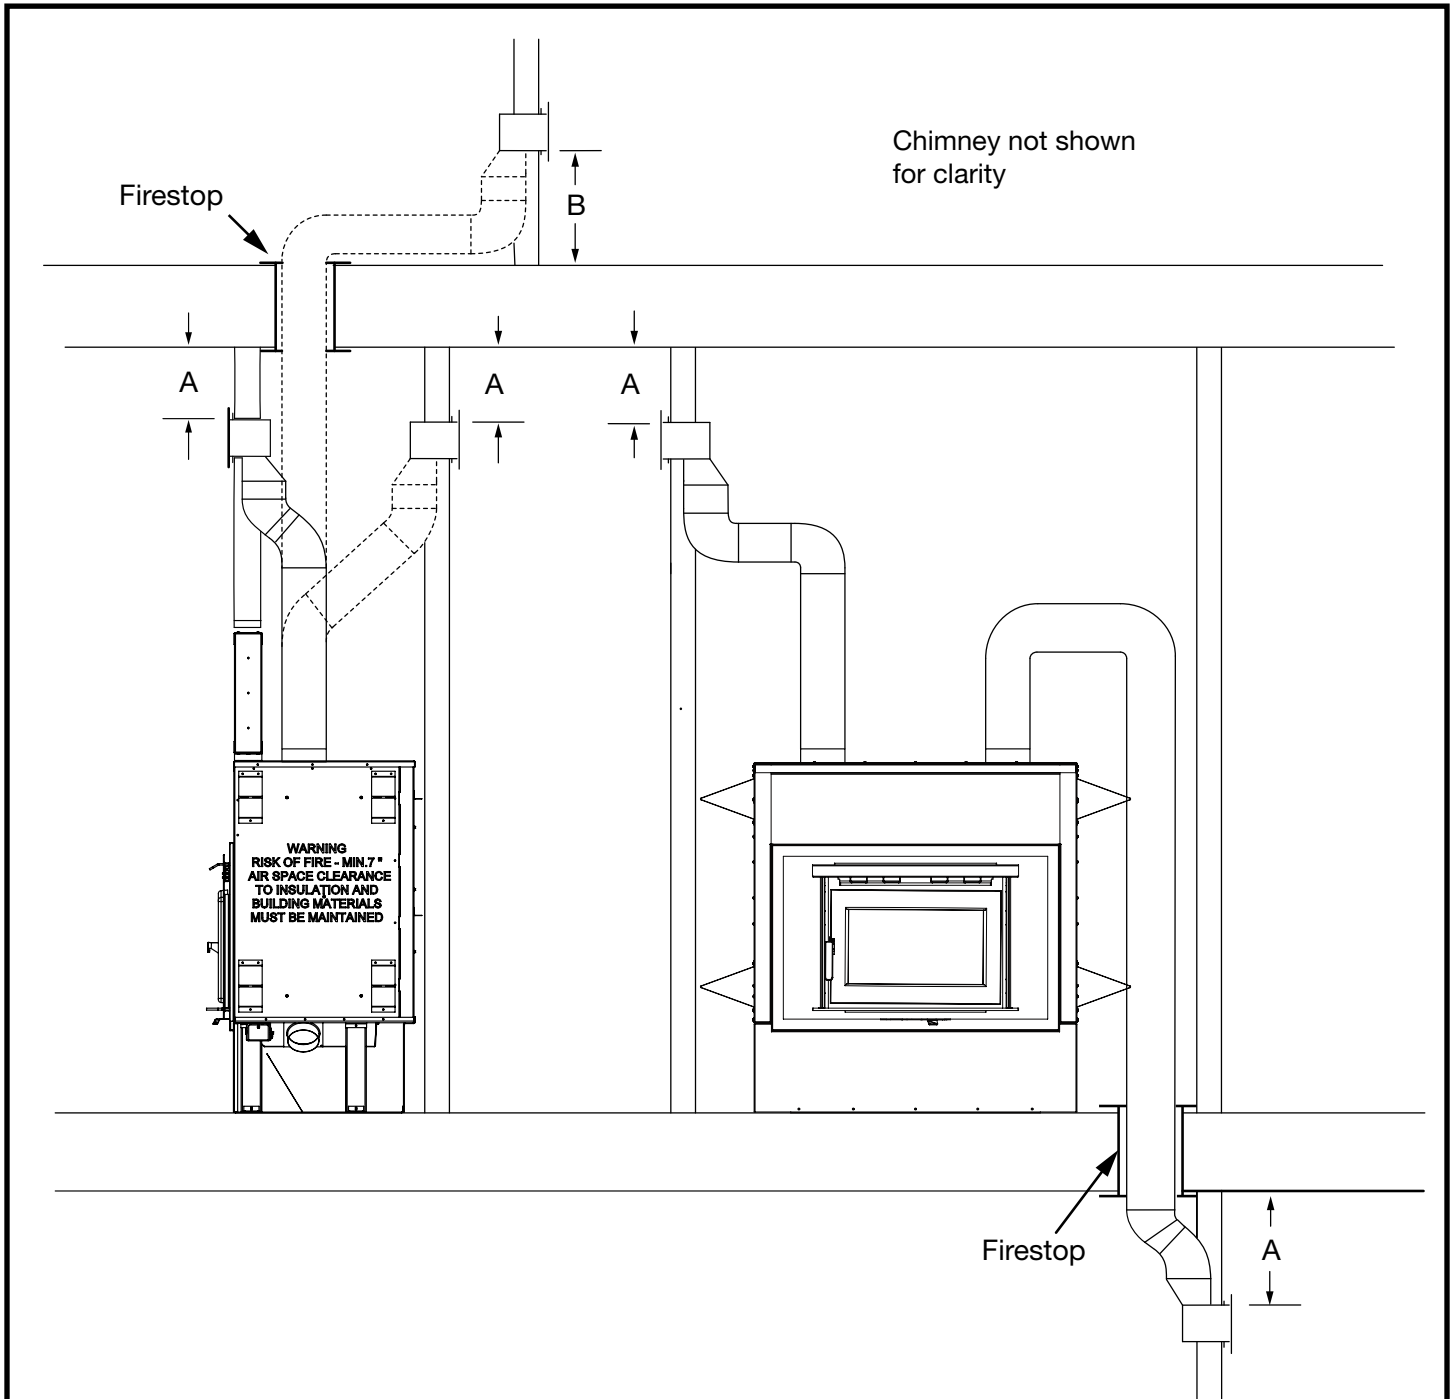 Chimney not shown
for clarity
Firestop
B
A
A
A
WARNING
RISK OF FIRE - MIN.7 "
AIR SPACE CLEARANCE
TO INSULATION AND
BUILDING MATERIALS
MUST BE MAINTAINED
Firestop
A